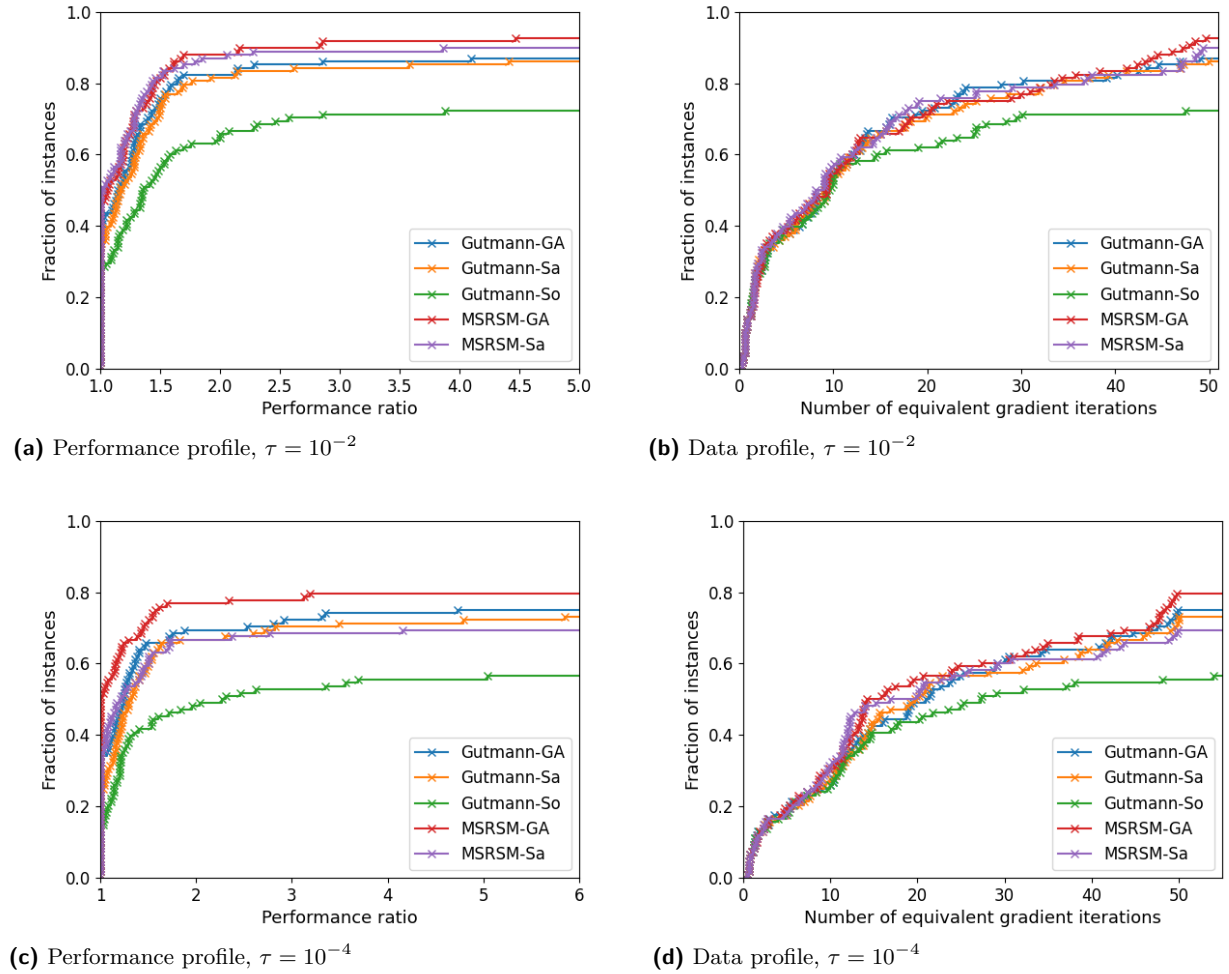 1.0
0.8
0.6
0.4
0.2
0.0
Fraction of instances
Gutmann-GA
Gutmann-Sa
Gutmann-So
MSRSM-GA
MSRSM-Sa
1.0 1.5 2.0 2.5 3.0 3.5 4.0 4.5 5.0
Performance ratio
(a) Performance profile, τ = 10⁻²
1.0
0.8
0.6
0.4
0.2
0.0
Fraction of instances
Gutmann-GA
Gutmann-Sa
Gutmann-So
MSRSM-GA
MSRSM-Sa
0 10 20 30 40 50
Number of equivalent gradient iterations
(b) Data profile, τ = 10⁻²
1.0
0.8
0.6
0.4
0.2
0.0
Fraction of instances
Gutmann-GA
Gutmann-Sa
Gutmann-So
MSRSM-GA
MSRSM-Sa
1 2 3 4 5 6
Performance ratio
(c) Performance profile, τ = 10⁻⁴
1.0
0.8
0.6
0.4
0.2
0.0
Fraction of instances
Gutmann-GA
Gutmann-Sa
Gutmann-So
MSRSM-GA
MSRSM-Sa
0 10 20 30 40 50
Number of equivalent gradient iterations
(d) Data profile, τ = 10⁻⁴